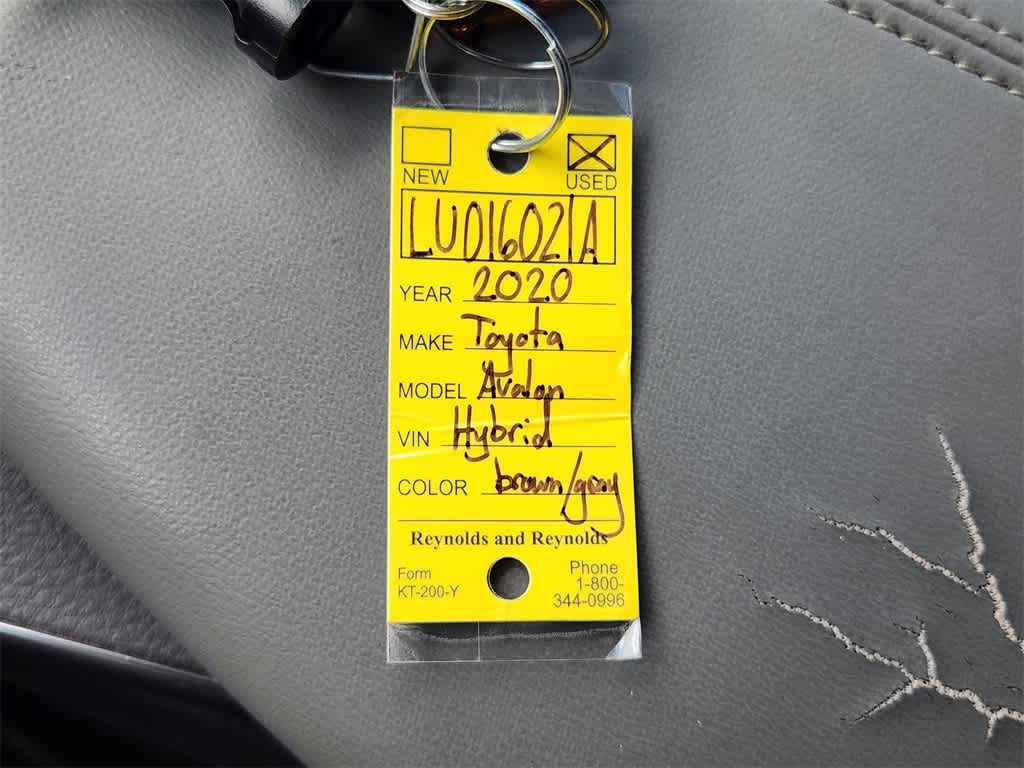 NEW USED
LUD16021A
YEAR 2020
MAKE Toyota
MODEL Avalon
VIN Hybrid
COLOR brown/gray
Reynolds and Reynolds
Form
KT-200-Y
Phone
1-800-
344-0996